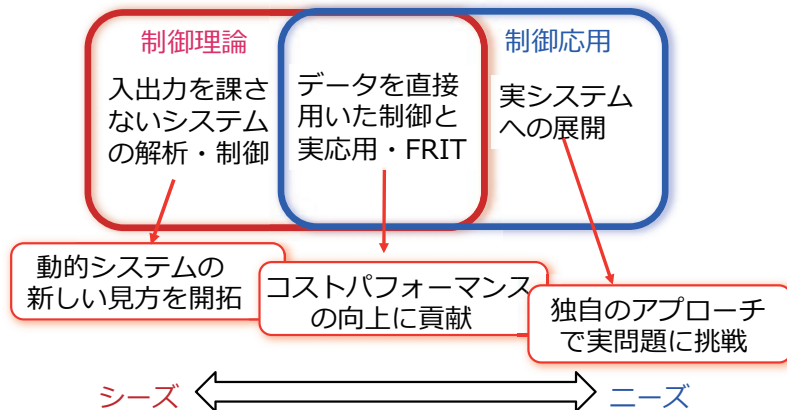 制御理論
入出力を課さ
ないシステム
の解析・制御
データを直接
用いた制御と
実応用・FRIT
制御応用
実システム
への展開
動的システムの
新しい見方を開拓
コストパフォーマンス
の向上に貢献
独自のアプローチ
で実問題に挑戦
シーズ
ニーズ